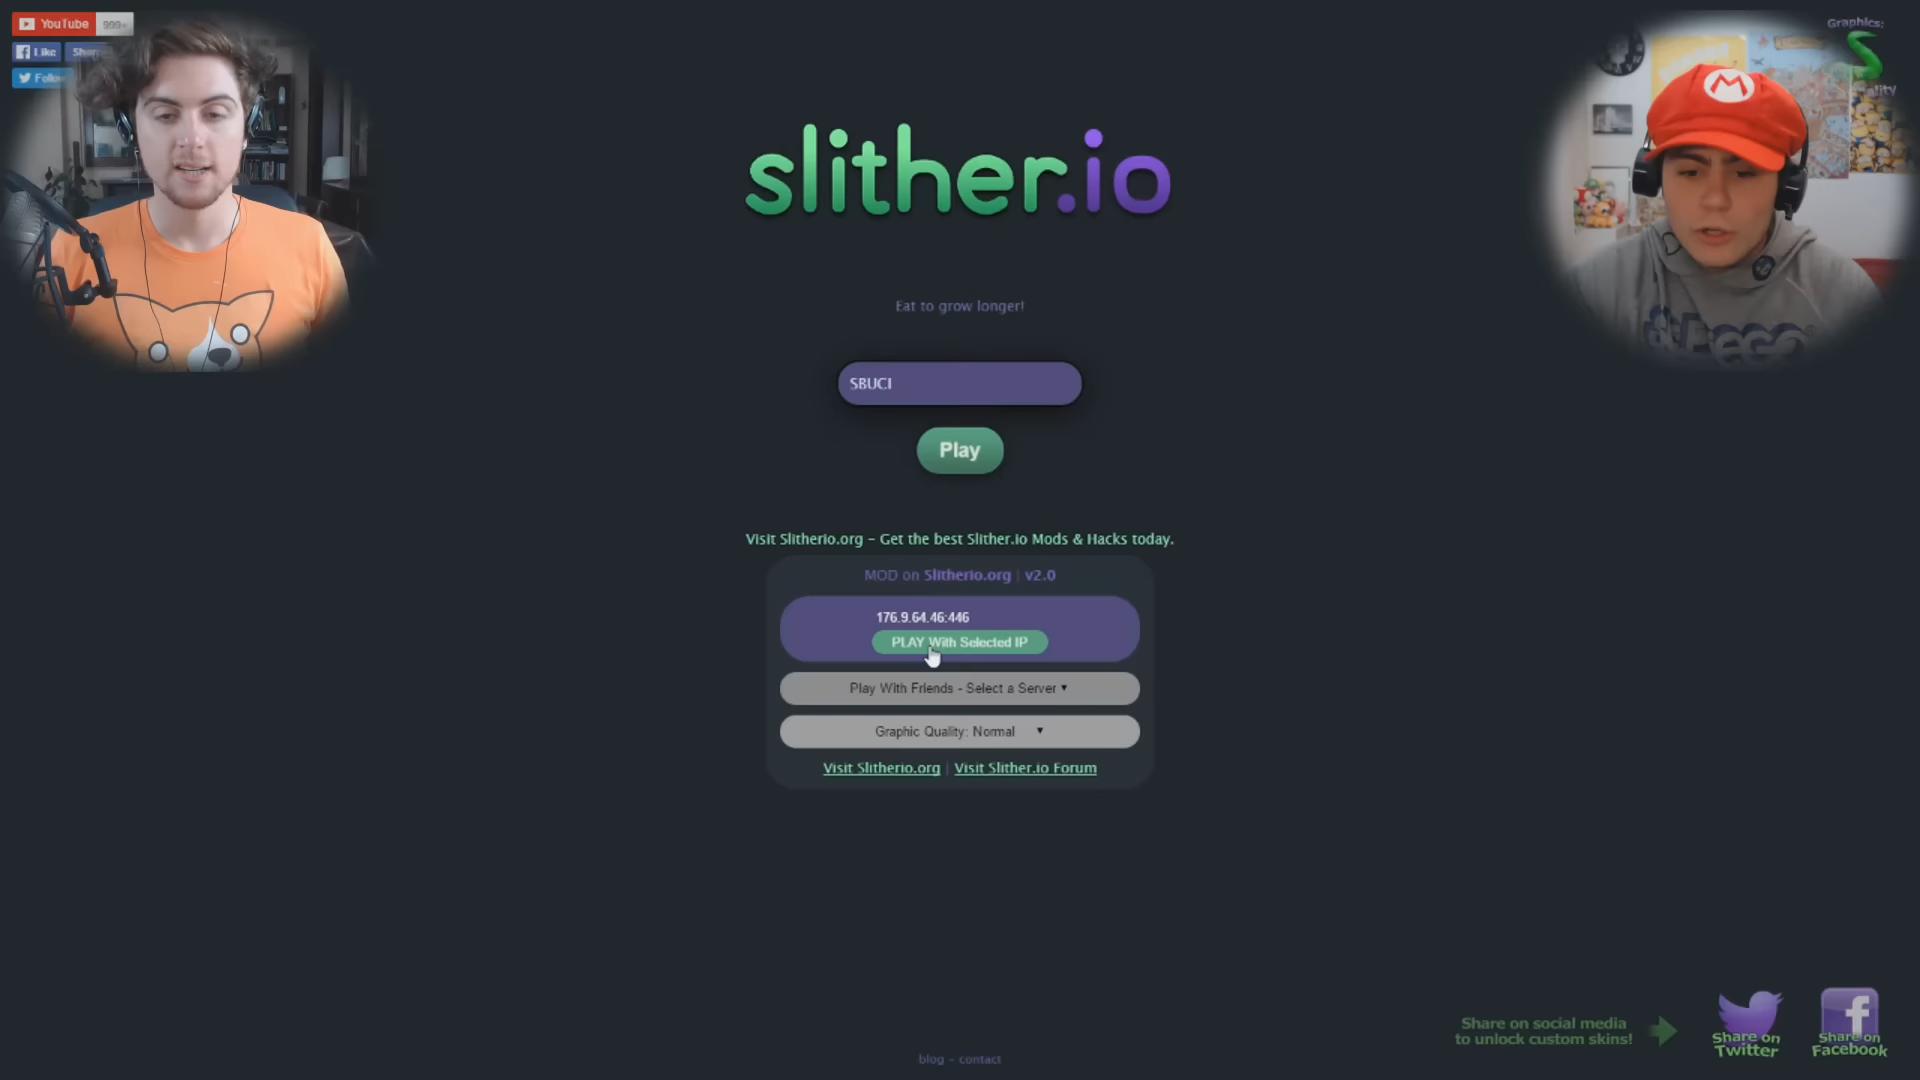 YouTube 999+
Like
Graphics:
slither.io
Eat to grow longer!
SBUCI
Play
Visit Slitherio.org - Get the best Slither.io Mods & Hacks today.
MOD on Slitherio.org | v2.0
176.9.64.46:446
PLAY With Selected IP
Play With Friends - Select a Server
Graphic Quality: Normal
Visit Slitherio.org | Visit Slither.io Forum
Share on social media
to unlock custom skins!
Share on
Twitter
Share on
Facebook
blog - contact